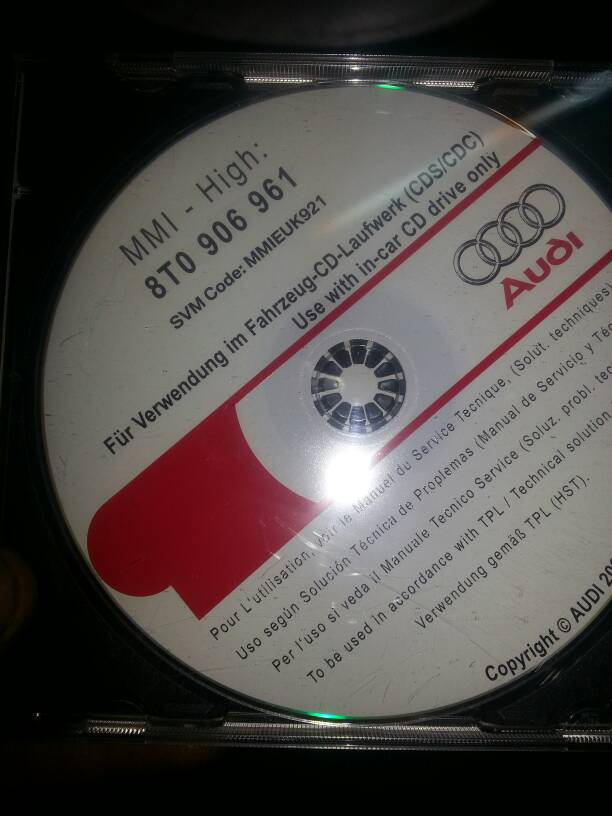 MMI - High:
8T0 906 961
SVM Code: MMIEUK921
Für Verwendung im Fahrzeug-CD-Laufwerk (CDS/CDC)
Use with in-car CD drive only
Audi
Pour L'utilisation, voir le Manuel du Service Tecnique, (Solut. techniques)
Uso según Solución Técnica de Proplemas (Manual de Servicio y
Per l'uso si veda il Manuale Tecnico Service (Soluz. probl.
To be used in accordance with TPL / Technical solution
Verwendung gemäß TPL (HST).
Copyright © AUDI